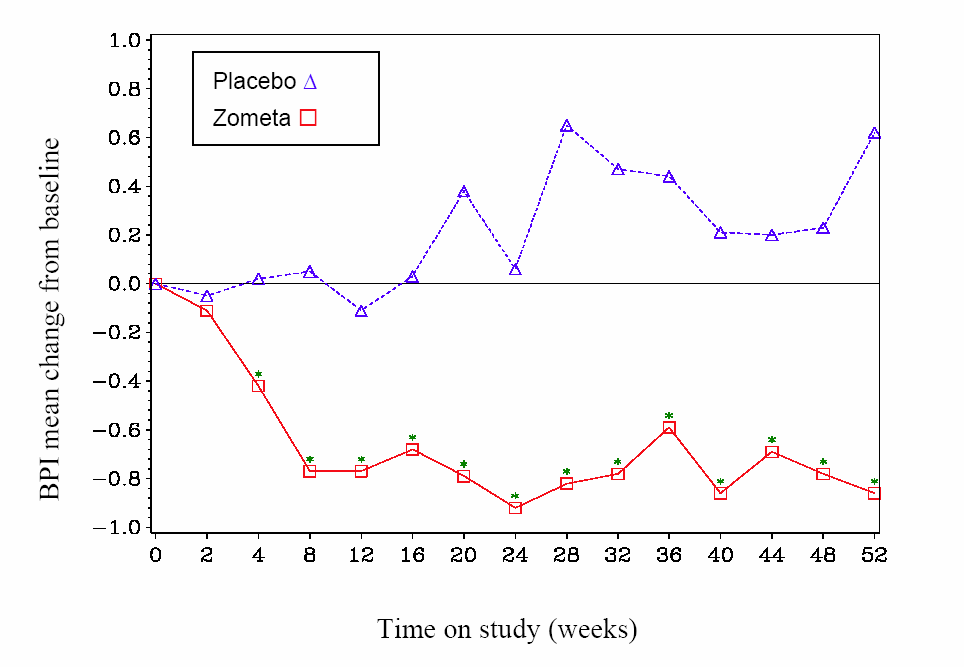 1.0
0.8
0.6
0.4
0.2
0.0
−0.2
−0.4
−0.6
−0.8
−1.0
BPI mean change from baseline
Placebo Δ
Zometa □
* * * * * * * * * * * * *
0 2 4 8 12 16 20 24 28 32 36 40 44 48 52
Time on study (weeks)